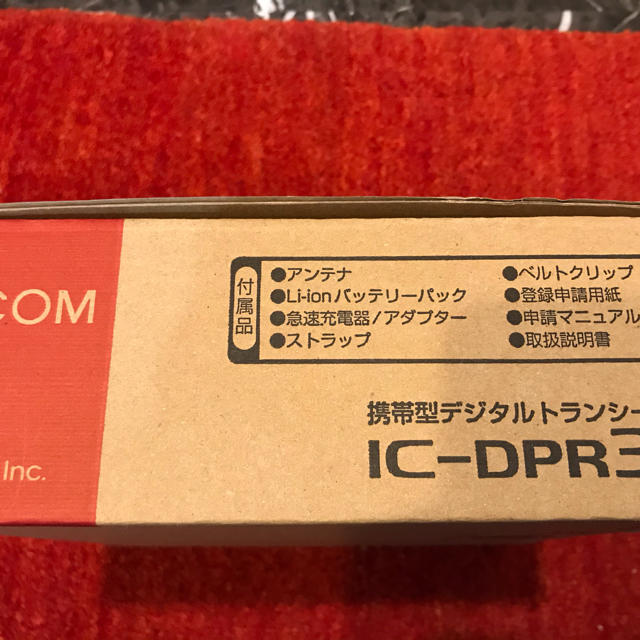 COM
Inc.
付属品
●アンテナ
●Li-ionバッテリーパック
●急速充電器/アダプター
●ストラップ
●ベルトクリップ
●登録申請用紙
●申請マニュアル
●取扱説明書
携帯型デジタルトランシー
IC-DPR3